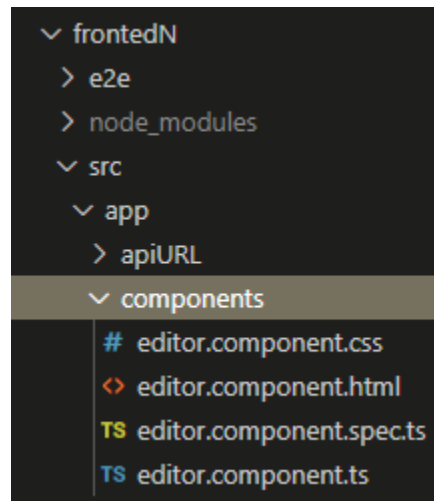 frontedN
e2e
node_modules
src
app
apiURL
components
# editor.component.css
<> editor.component.html
TS editor.component.spec.ts
TS editor.component.ts